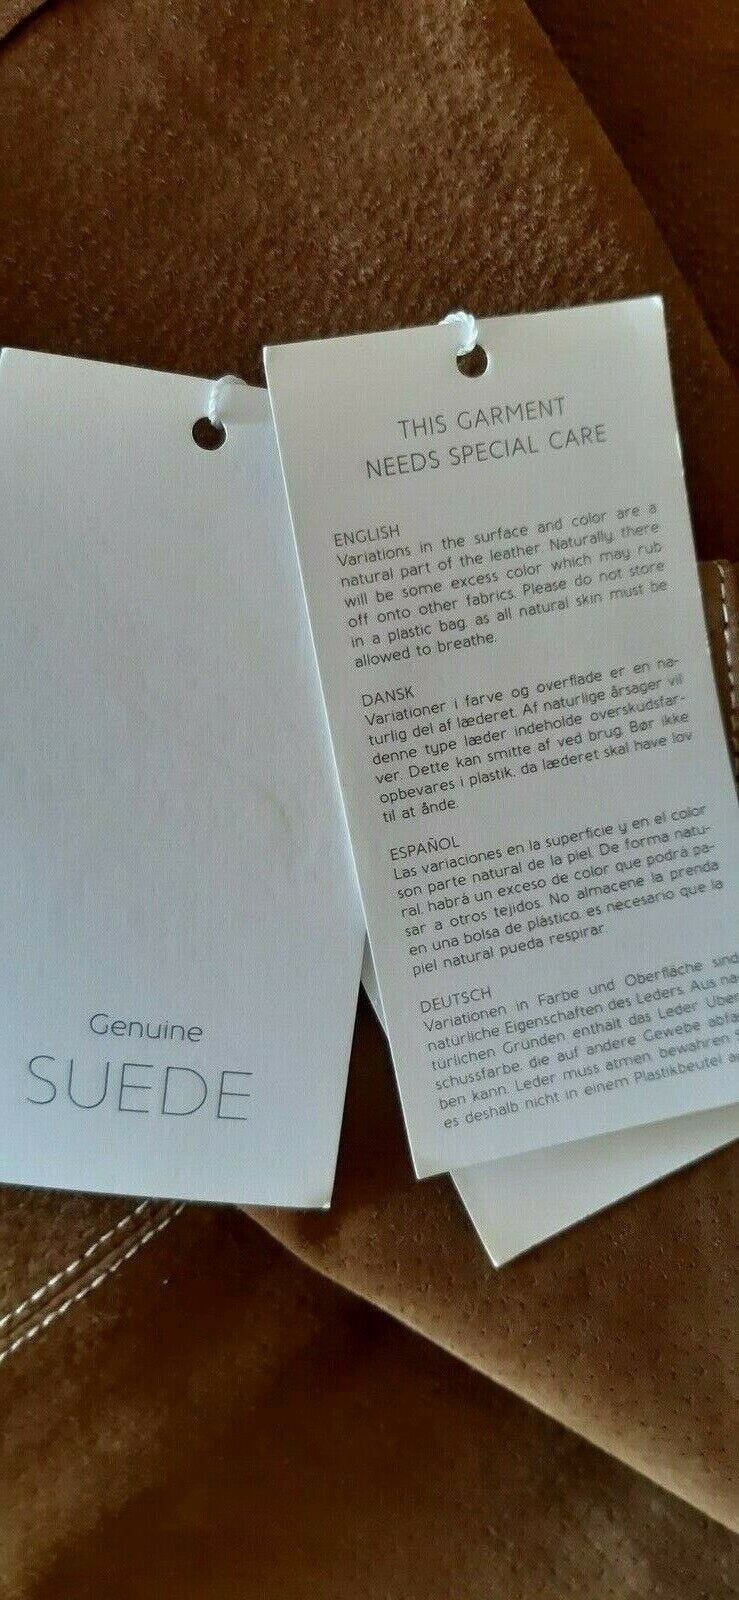 Genuine
SUEDE
THIS GARMENT
NEEDS SPECIAL CARE
ENGLISH
Variations in the surface and color are a
natural part of the leather. Naturally, there
will be some excess color which may rub
off onto other fabrics. Please do not store
in a plastic bag, as all natural skin must be
allowed to breathe.
DANSK
Variationer i farve og overflade er en na-
turlig del af læderet. Af naturlige årsager vil
denne type læder indeholde overskudsfar-
ver. Dette kan smitte af ved brug. Bør ikke
opbevares i plastik, da læderet skal have lov
til at ånde.
ESPAÑOL
Las variaciones en la superficie y en el color
son parte natural de la piel. De forma natu-
ral, habrá un exceso de color que podrá pa-
sar a otros tejidos. No almacene la prenda
en una bolsa de plástico, es necesario que la
piel natural pueda respirar.
DEUTSCH
Variationen in Farbe und Oberfläche sind
natürliche Eigenschaften des Leders. Aus na-
türlichen Gründen enthält das Leder Über-
schussfarbe, die auf andere Gewebe abfä
ben kann. Leder muss atmen, bewahren
es deshalb nicht in einem Plastikbeutel